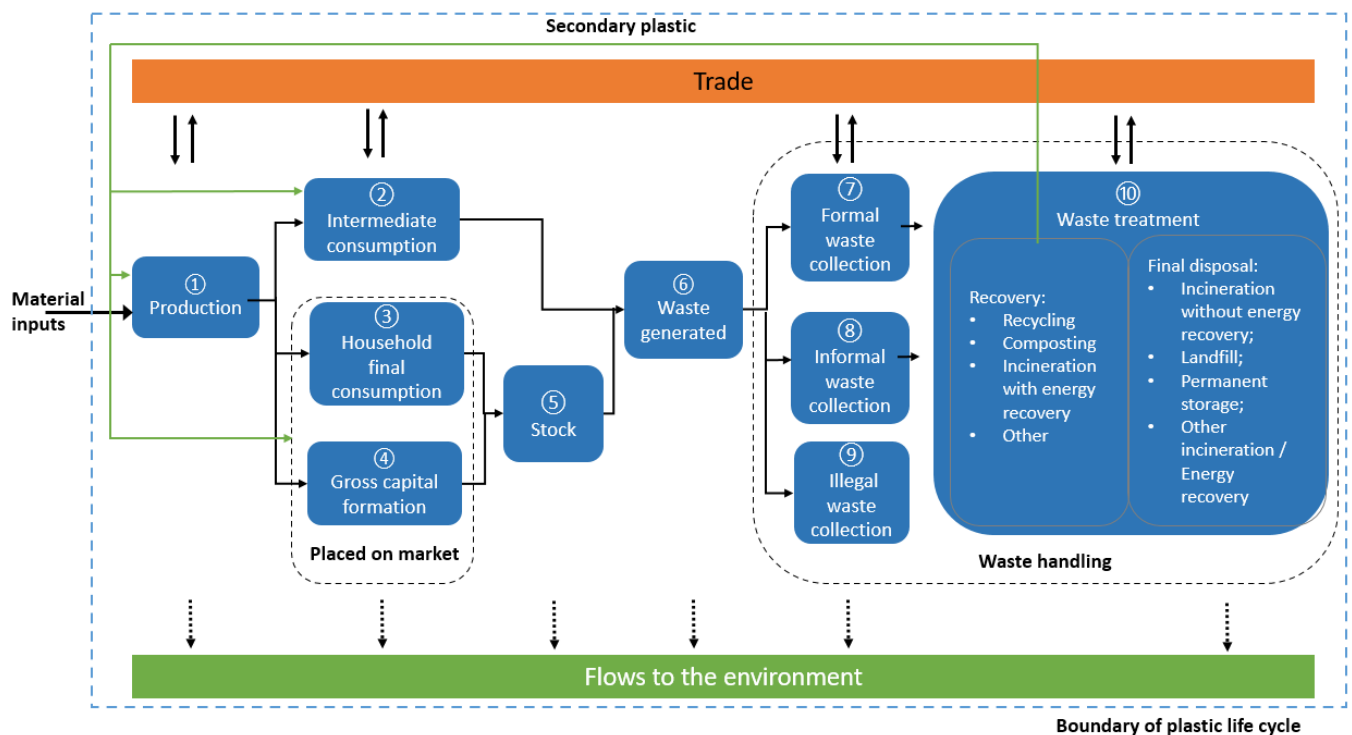 Secondary plastic
Trade
②
Intermediate
consumption
⑦
Formal
waste
collection
⑩
Waste treatment
Material
inputs
①
Production
③
Household
final
consumption
④
Gross capital
formation
Placed on market
⑤
Stock
⑥
Waste
generated
⑧
Informal
waste
collection
⑨
Illegal
waste
collection
Recovery:
• Recycling
• Composting
• Incineration
with energy
recovery
• Other
Final disposal:
• Incineration
without energy
recovery;
• Landfill;
• Permanent
storage;
• Other
incineration /
Energy
recovery
Waste handling
Flows to the environment
Boundary of plastic life cycle